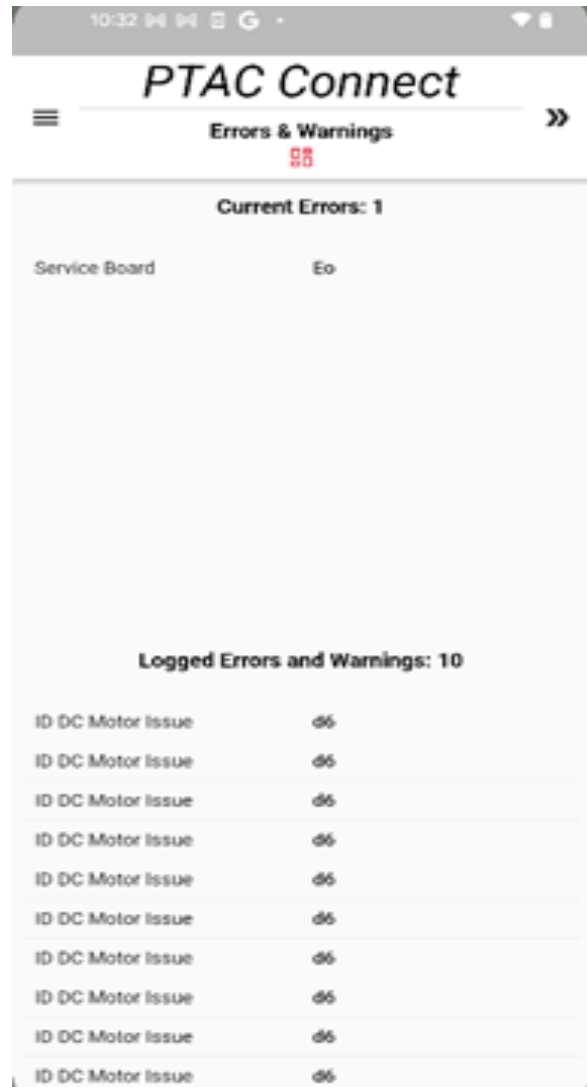 10:32
PTAC Connect
Errors & Warnings
Current Errors: 1
Service Board Eo
Logged Errors and Warnings: 10
ID DC Motor Issue d6
ID DC Motor Issue d6
ID DC Motor Issue d6
ID DC Motor Issue d6
ID DC Motor Issue d6
ID DC Motor Issue d6
ID DC Motor Issue d6
ID DC Motor Issue d6
ID DC Motor Issue d6
ID DC Motor Issue d6